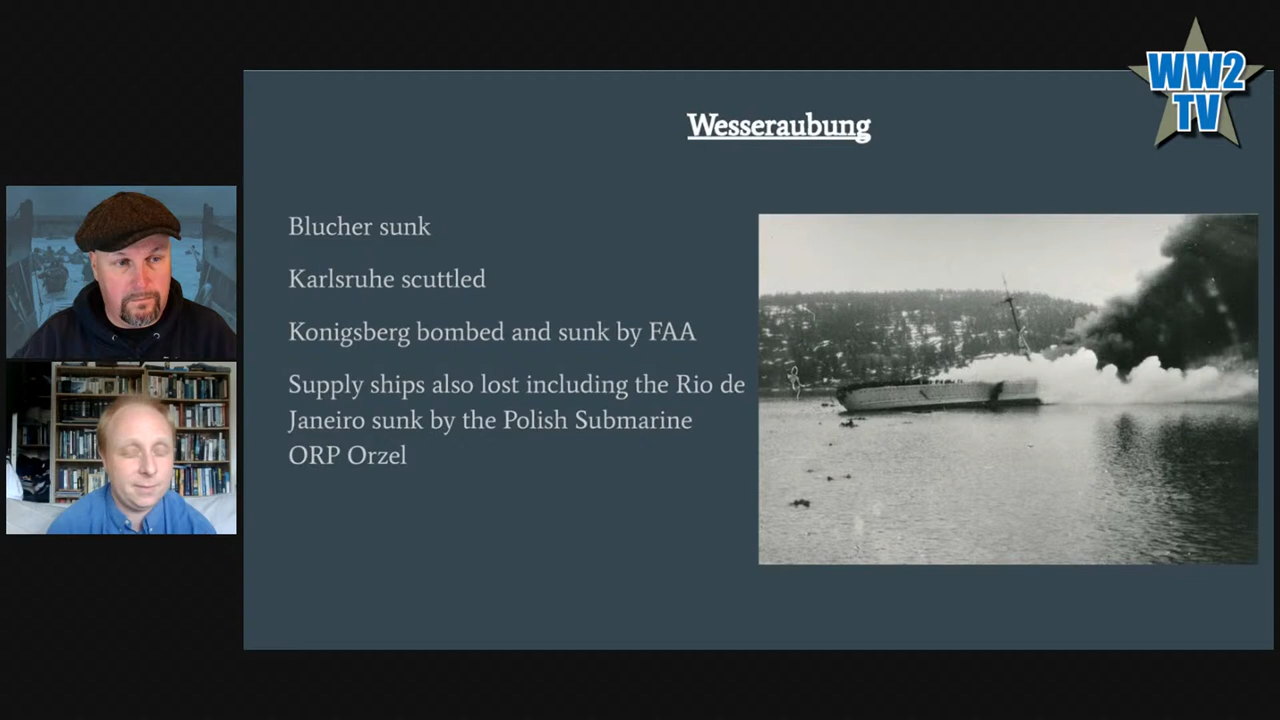 WW2
TV
Wesseraubung
Blucher sunk
Karlsruhe scuttled
Konigsberg bombed and sunk by FAA
Supply ships also lost including the Rio de
Janeiro sunk by the Polish Submarine
ORP Orzel